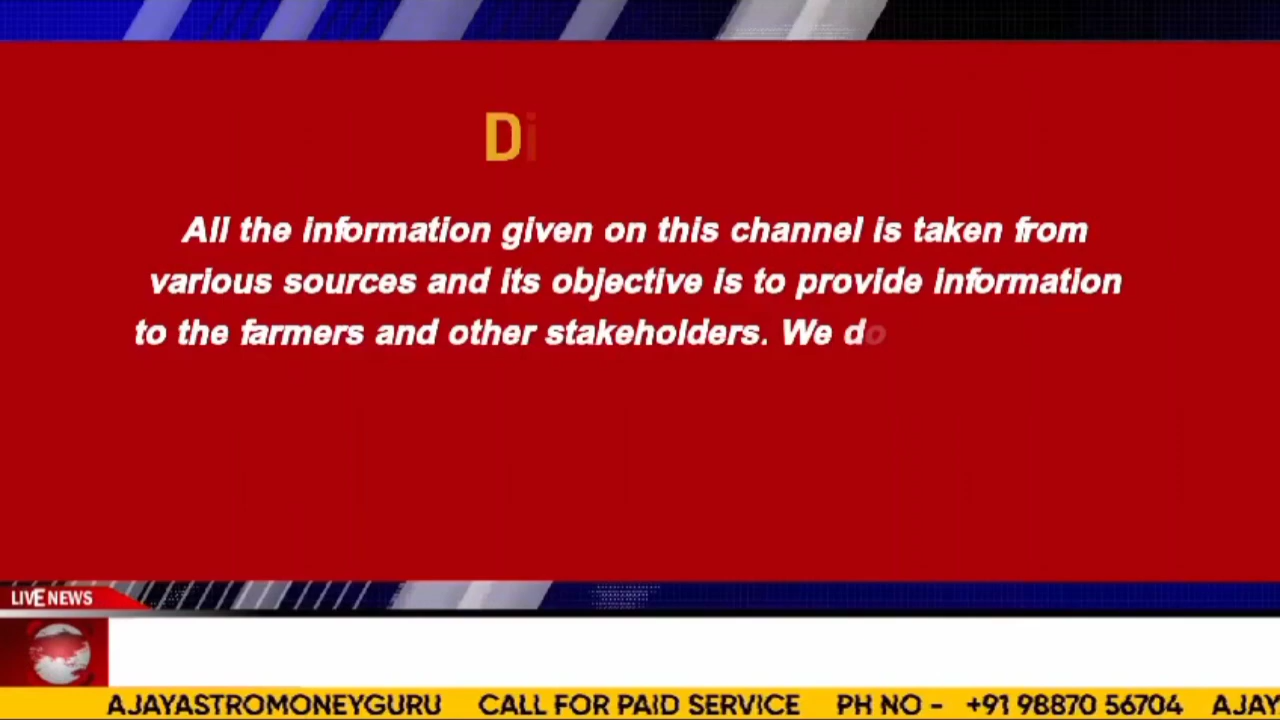 Di
All the information given on this channel is taken from
various sources and its objective is to provide information
to the farmers and other stakeholders. We do
LIVE NEWS
AJAYASTROMONEYGURU CALL FOR PAID SERVICE PH NO - +91 98870 56704 AJAY